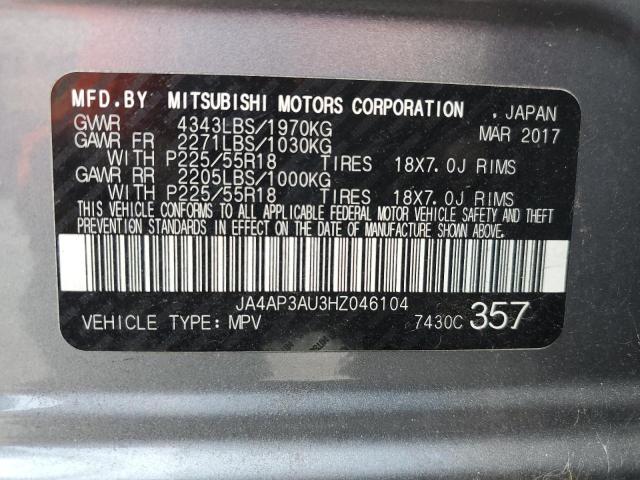 MFD.BY MITSUBISHI MOTORS CORPORATION . JAPAN
GVWR 4343LBS/1970KG MAR 2017
GAWR FR 2271LBS/1030KG
WITH P225/55R18 TIRES 18X7.0J RIMS
GAWR RR 2205LBS/1000KG
WITH P225/55R18 TIRES 18X7.0J RIMS
THIS VEHICLE CONFORMS TO ALL APPLICABLE FEDERAL MOTOR VEHICLE SAFETY AND THEFT
PREVENTION STANDARDS IN EFFECT ON THE DATE OF MANUFACTURE SHOWN ABOVE.
JA4AP3AU3HZ046104
VEHICLE TYPE: MPV 7430C 357